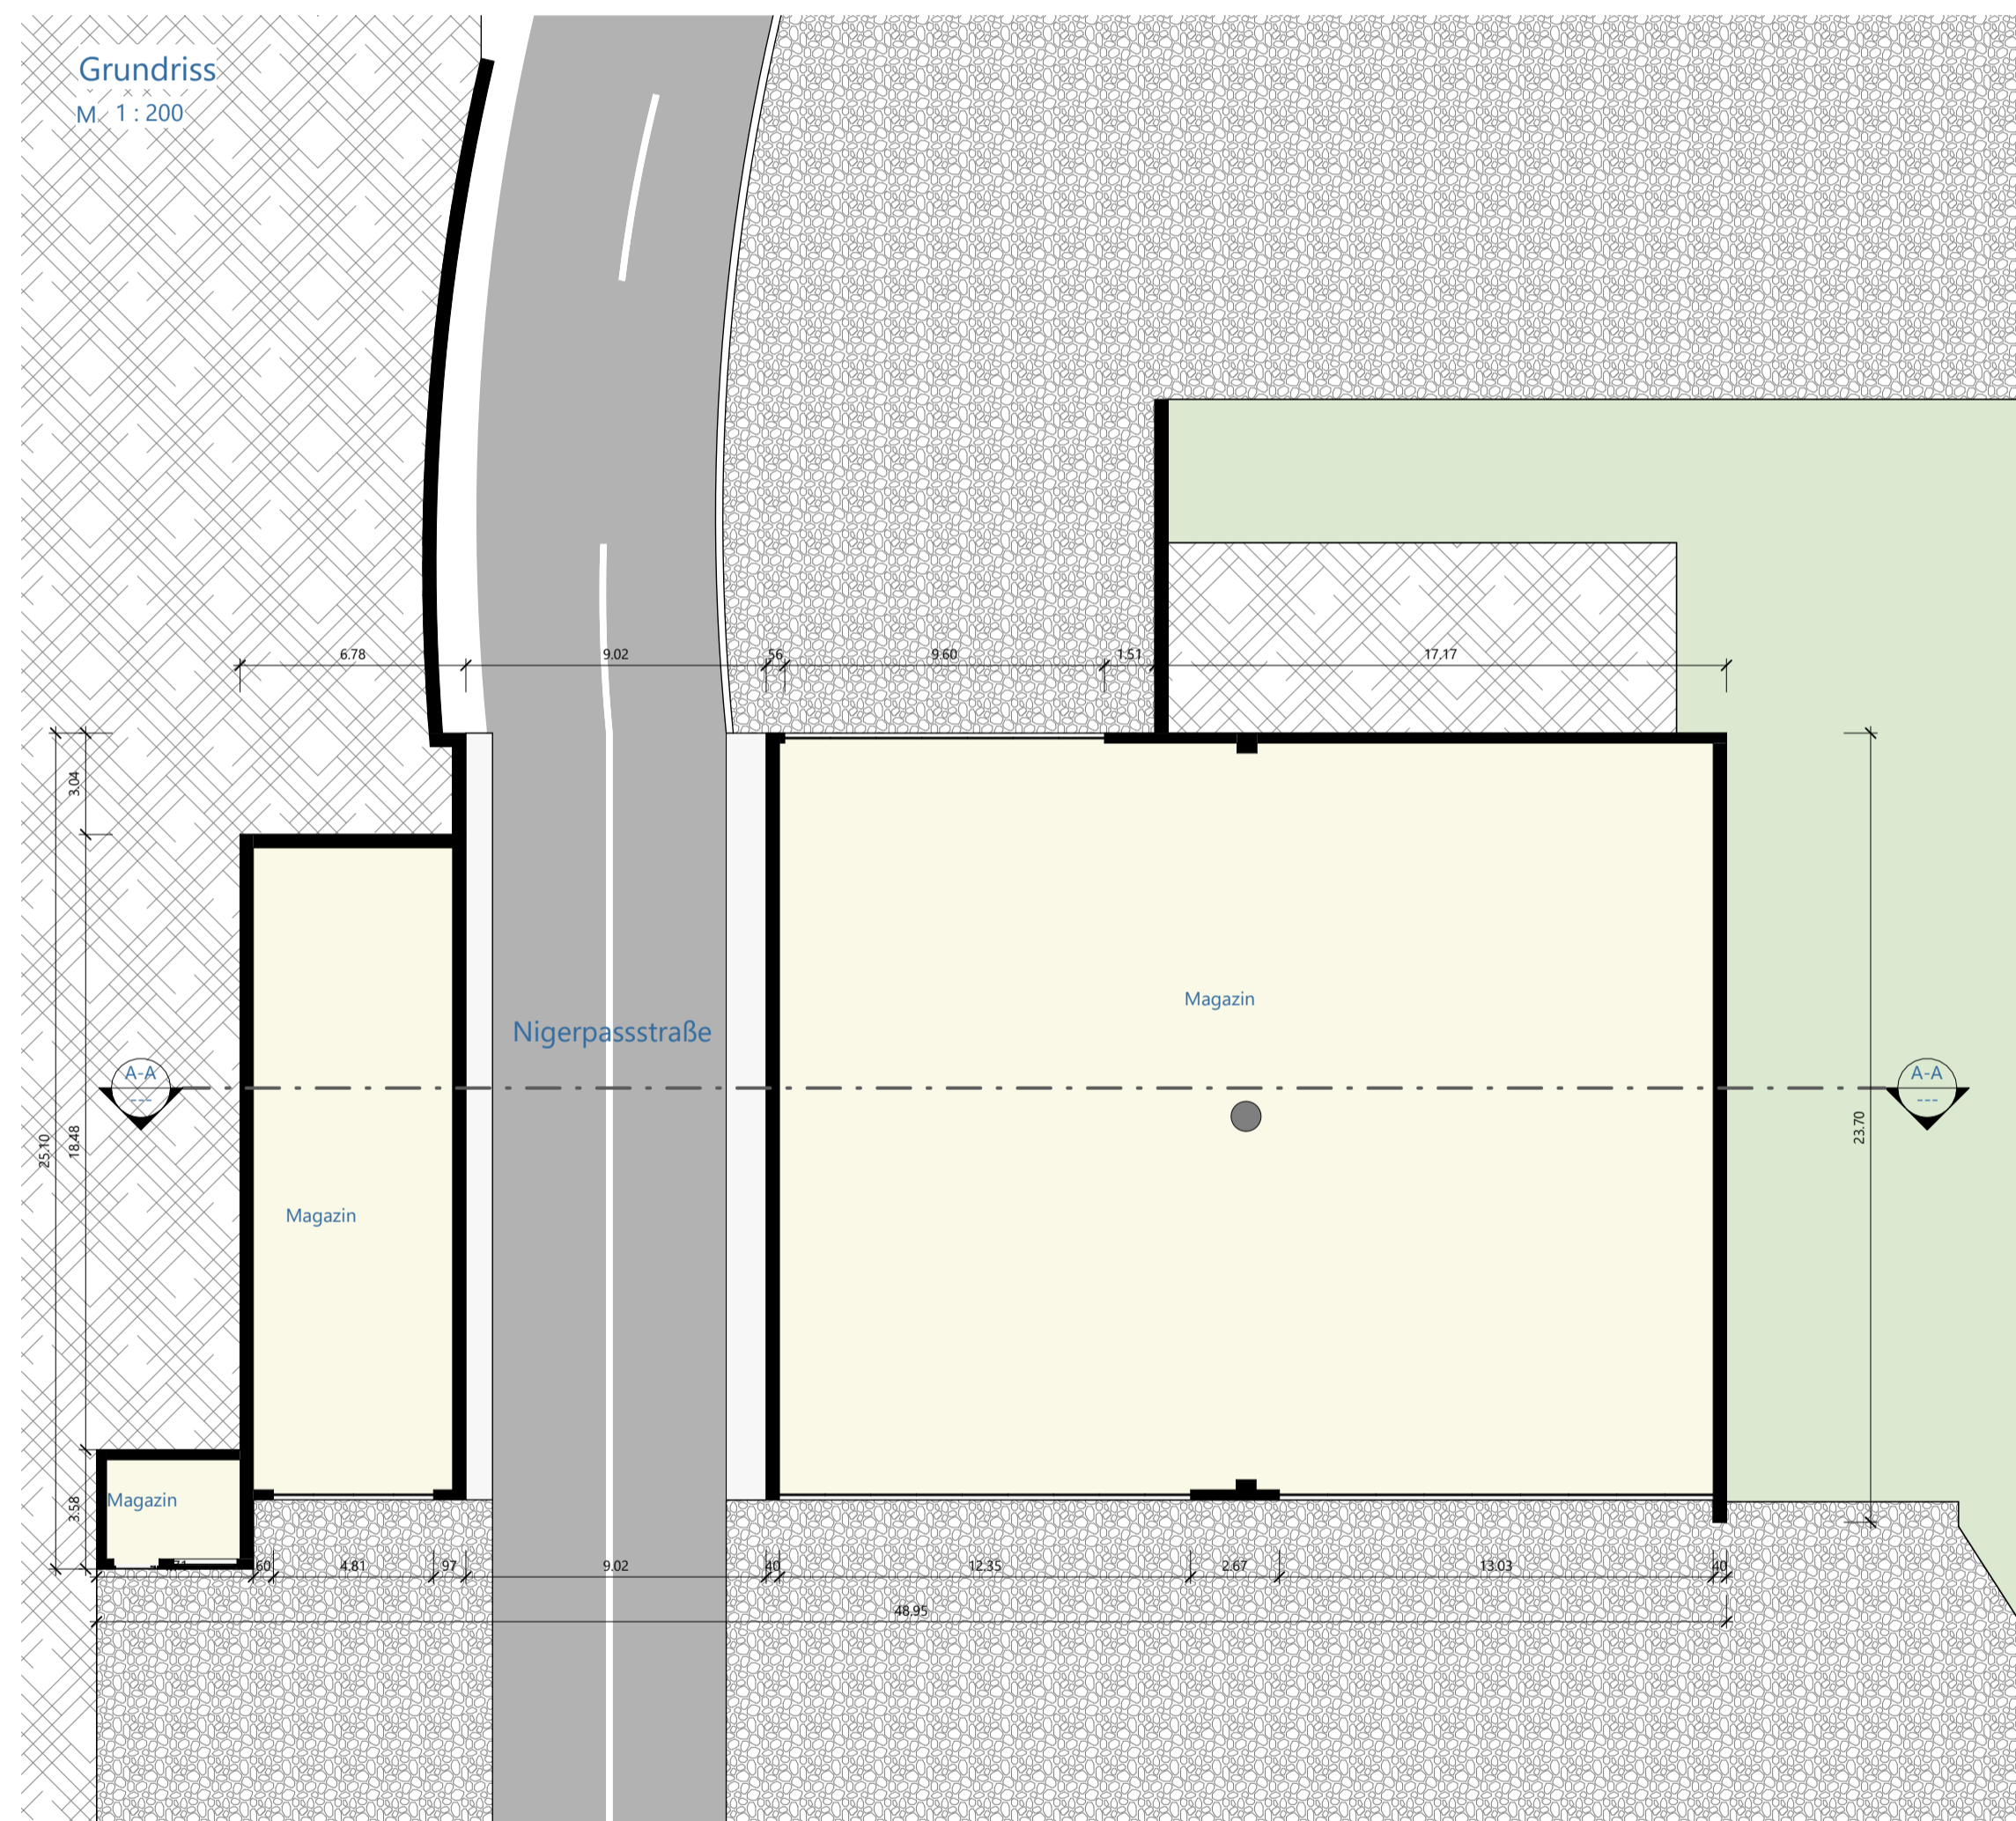 Grundriss
M 1 : 200
6.78
9.02
56
9.60
1.51
17.17
3.04
Magazin
Nigerpassstraße
A-A
---
A-A
---
25.10
18.48
23.70
Magazin
Magazin
3.58
60
4.81
97
9.02
40
12.35
2.67
13.03
40
48.95